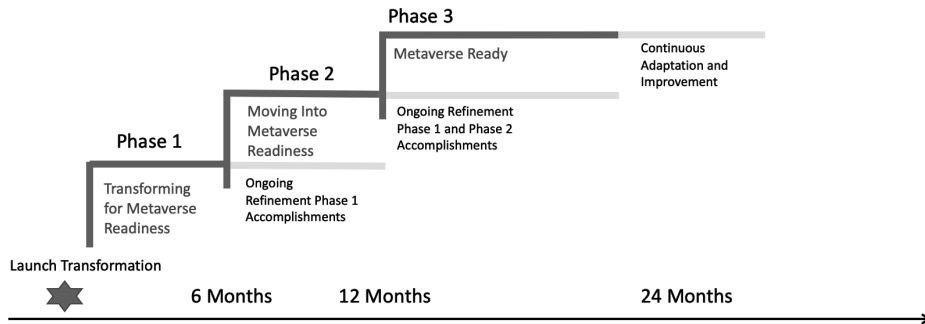 Phase 3
Metaverse Ready
Continuous
Adaptation and
Improvement
Phase 2
Moving Into
Metaverse
Readiness
Ongoing Refinement
Phase 1 and Phase 2
Accomplishments
Phase 1
Transforming
for Metaverse
Readiness
Ongoing
Refinement Phase 1
Accomplishments
Launch Transformation
6 Months
12 Months
24 Months